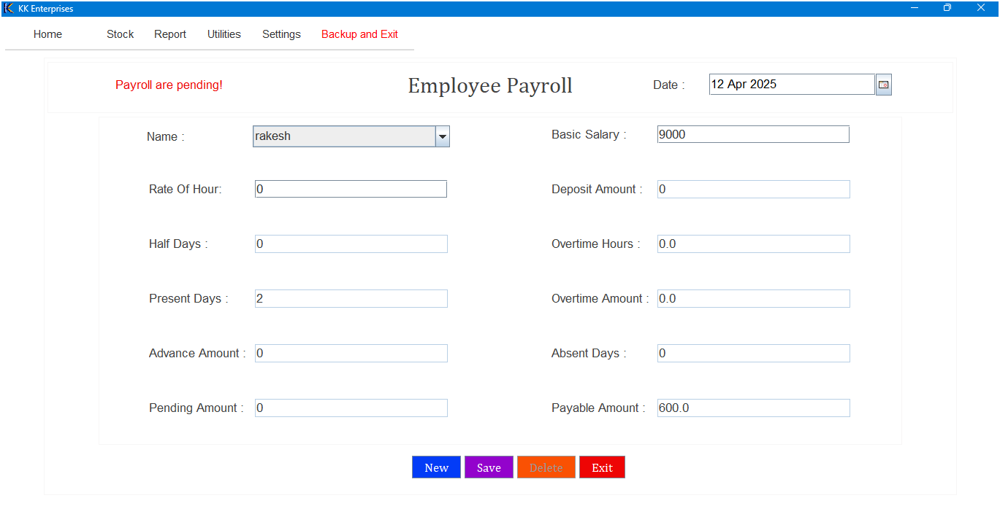 KK Enterprises
Home Stock Report Utilities Settings Backup and Exit
Payroll are pending! Employee Payroll Date : 12 Apr 2025
Name : rakesh Basic Salary : 9000
Rate Of Hour: 0 Deposit Amount : 0
Half Days : 0 Overtime Hours : 0.0
Present Days : 2 Overtime Amount : 0.0
Advance Amount : 0 Absent Days : 0
Pending Amount : 0 Payable Amount : 600.0
New Save Delete Exit